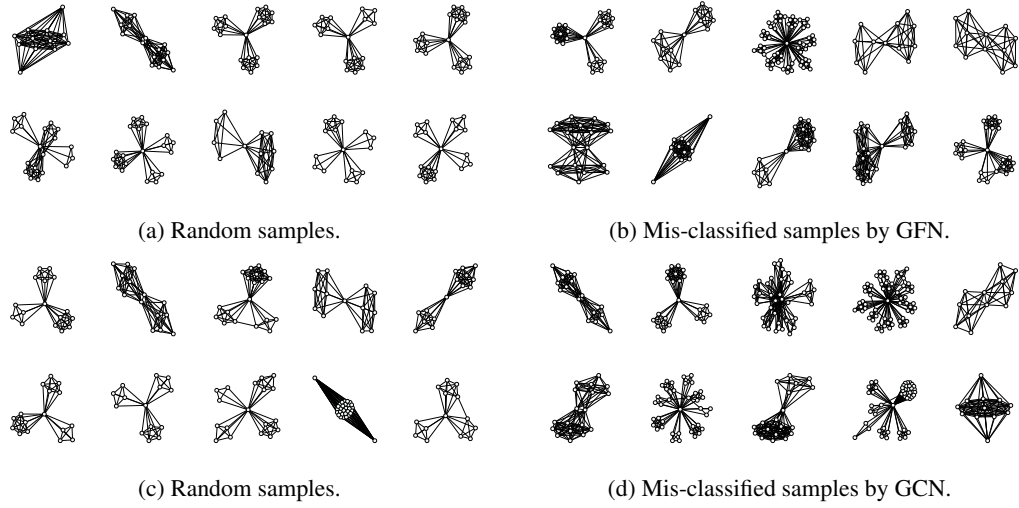 (a) Random samples.
(b) Mis-classified samples by GFN.
(c) Random samples.
(d) Mis-classified samples by GCN.